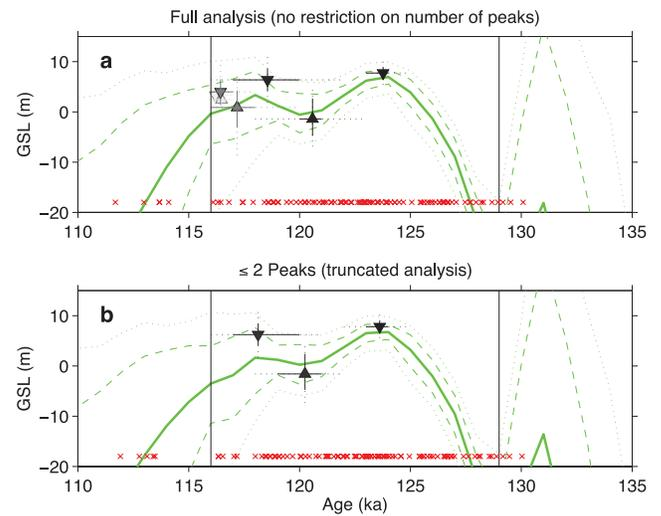 Full analysis (no restriction on number of peaks)
a
GSL (m)
10
0
−10
−20
110 115 120 125 130 135
≤ 2 Peaks (truncated analysis)
b
GSL (m)
10
0
−10
−20
110 115 120 125 130 135
Age (ka)